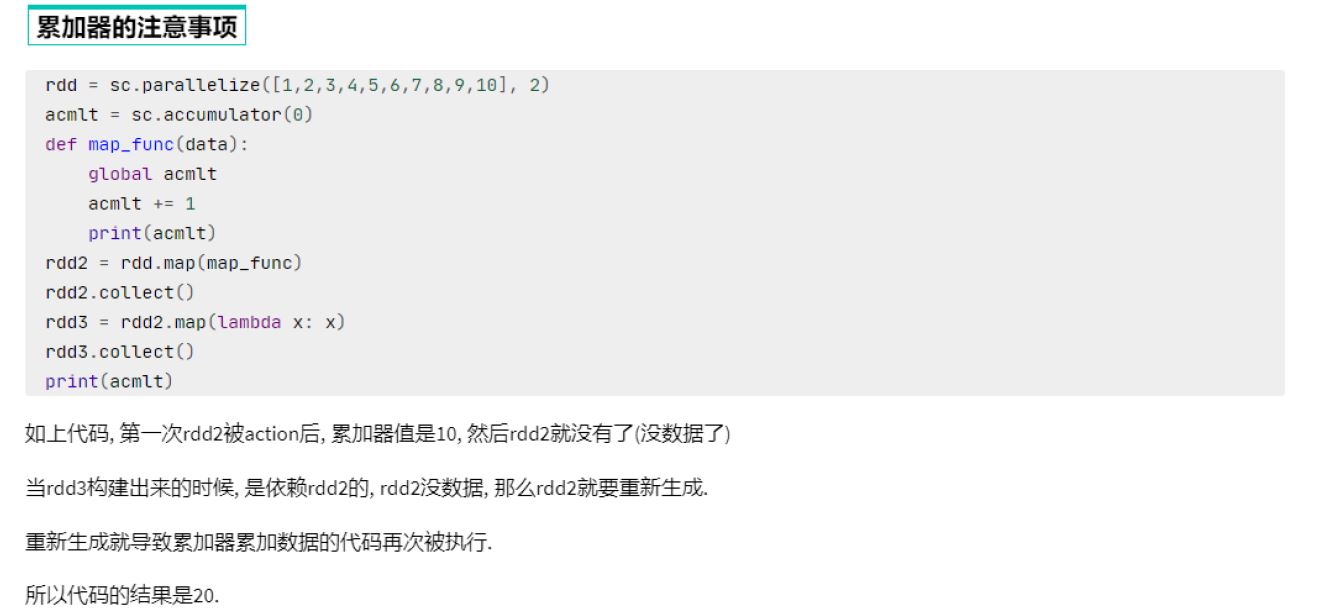 累加器的注意事项
rdd = sc.parallelize([1,2,3,4,5,6,7,8,9,10], 2)
acmlt = sc.accumulator(0)
def map_func(data):
    global acmlt
    acmlt += 1
    print(acmlt)
rdd2 = rdd.map(map_func)
rdd2.collect()
rdd3 = rdd2.map(lambda x: x)
rdd3.collect()
print(acmlt)
如上代码, 第一次rdd2被action后, 累加器值是10, 然后rdd2就没有了(没数据了)
当rdd3构建出来的时候, 是依赖rdd2的, rdd2没数据, 那么rdd2就要重新生成.
重新生成就导致累加器累加数据的代码再次被执行.
所以代码的结果是20.